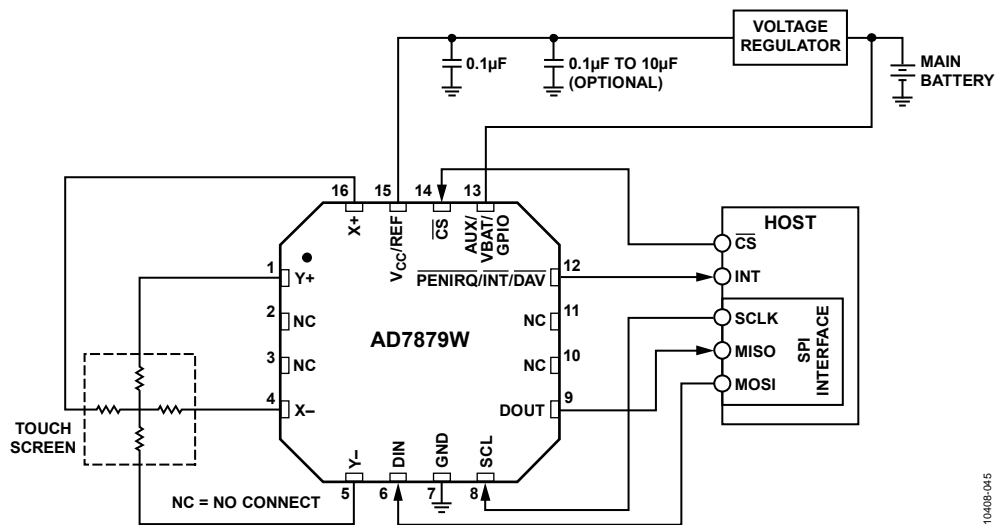 VOLTAGE
REGULATOR
0.1µF
0.1µF TO 10µF
(OPTIONAL)
MAIN
BATTERY
16
15
14
13
X+
VCC/REF
CS
AUX/
VBAT/
GPIO
HOST
CS
INT
SCLK
MISO
MOSI
SPI
INTERFACE
1
Y+
2
NC
3
NC
4
X–
12
PENIRQ/INT/DAV
11
NC
10
NC
9
DOUT
AD7879W
TOUCH
SCREEN
Y–
DIN
GND
SCL
5
6
7
8
NC = NO CONNECT
10408-045